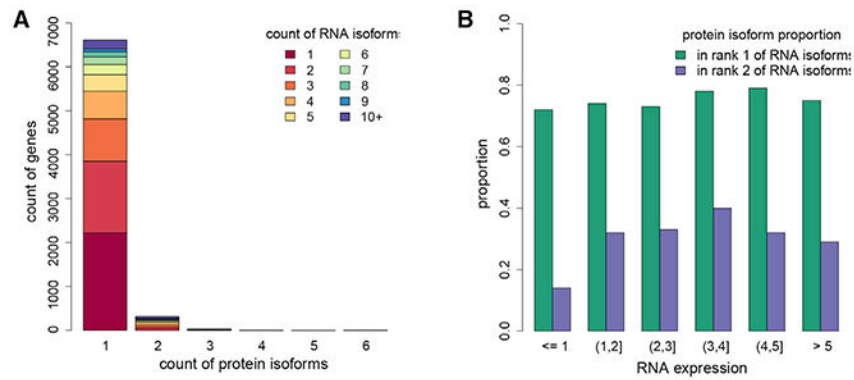 A
count of RNA isoforms
1 6
2 7
3 8
4 9
5 10+
count of genes
0 1000 2000 3000 4000 5000 6000 7000
1 2 3 4 5 6
count of protein isoforms
B
protein isoform proportion
in rank 1 of RNA isoforms
in rank 2 of RNA isoforms
proportion
0.0 0.2 0.4 0.6 0.8 1.0
<= 1 (1,2] (2,3] (3,4] (4,5] > 5
RNA expression